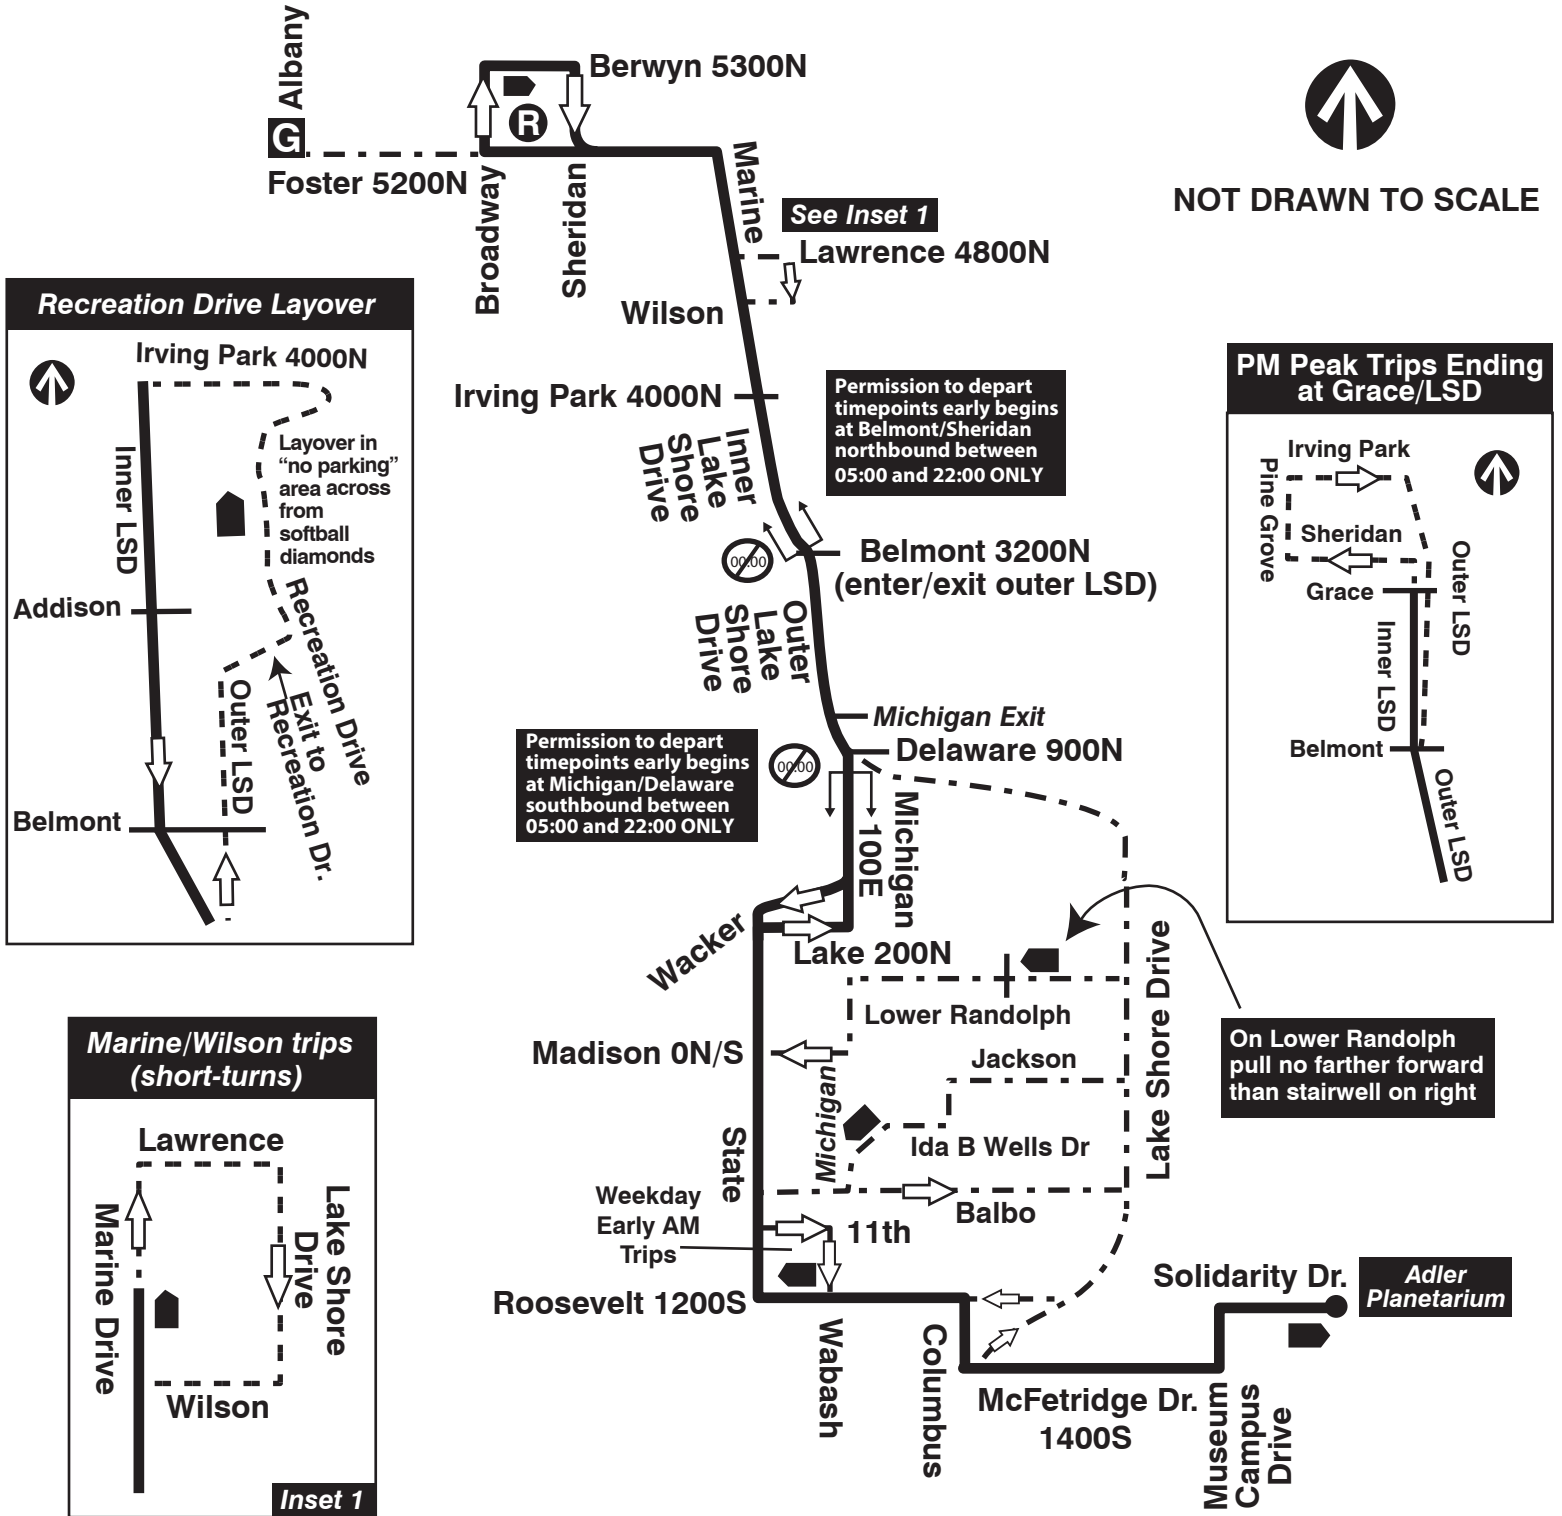 Albany
G
Foster 5200N
Berwyn 5300N
R
Broadway
Sheridan
Marine
See Inset 1
Lawrence 4800N
Wilson
Irving Park 4000N
Inner
Lake
Shore
Drive
NOT DRAWN TO SCALE
Permission to depart
timepoints early begins
at Belmont/Sheridan
northbound between
05:00 and 22:00 ONLY
00:00
Belmont 3200N
(enter/exit outer LSD)
Outer
Lake
Shore
Drive
Michigan Exit
Delaware 900N
Permission to depart
timepoints early begins
at Michigan/Delaware
southbound between
05:00 and 22:00 ONLY
00:00
Michigan
100E
Wacker
Lake 200N
Lower Randolph
Lake Shore Drive
On Lower Randolph
pull no farther forward
than stairwell on right
Madison 0N/S
Jackson
Michigan
Ida B Wells Dr
State
Balbo
Weekday
Early AM
Trips
11th
Roosevelt 1200S
Wabash
Columbus
McFetridge Dr.
1400S
Museum
Campus
Drive
Solidarity Dr.
Adler
Planetarium
Recreation Drive Layover
Irving Park 4000N
Inner LSD
Layover in
“no parking”
area across
from
softball
diamonds
Addison
Recreation Drive
Outer LSD
Exit to
Recreation Dr.
Belmont
PM Peak Trips Ending
at Grace/LSD
Irving Park
Pine Grove
Sheridan
Outer LSD
Grace
Inner LSD
Belmont
Outer LSD
Marine/Wilson trips
(short-turns)
Lawrence
Marine Drive
Lake Shore
Drive
Wilson
Inset 1